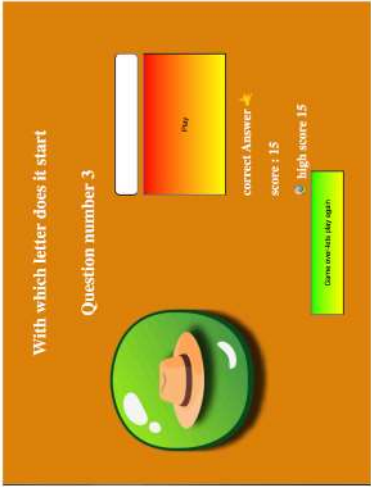 With which letter does it start
Question number 3
Play
correct Answer
score : 15
high score 15
Game over-lets play again